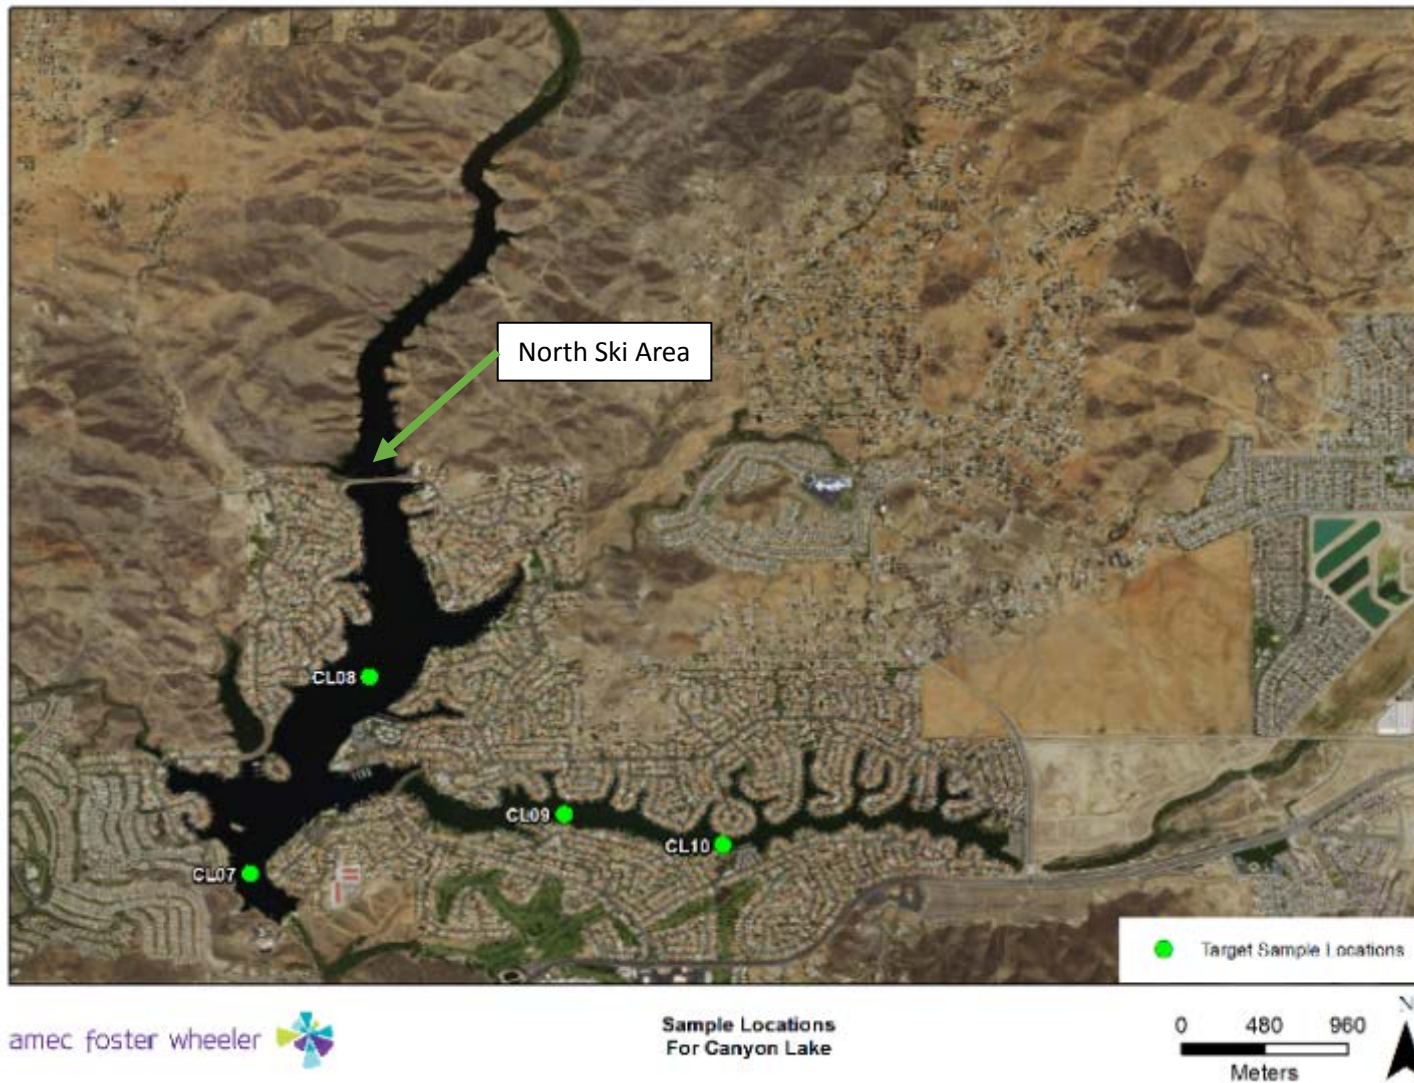 North Ski Area
CL08
CL09
CL10
CL07
Target Sample Locations
amec foster wheeler
Sample Locations
For Canyon Lake
0 480 960
Meters
N